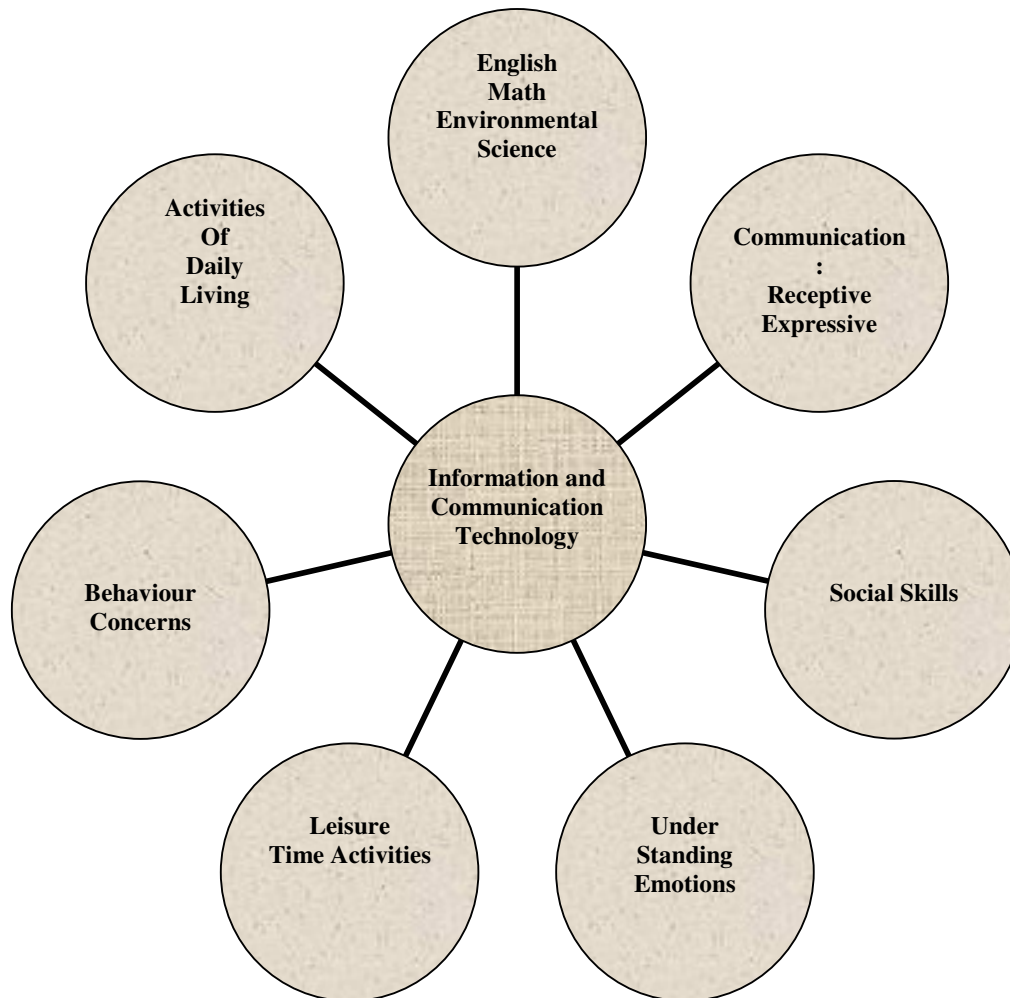 English
Math
Environmental
Science
Communication
:
Receptive
Expressive
Social Skills
Under
Standing
Emotions
Leisure
Time Activities
Behaviour
Concerns
Activities
Of
Daily
Living
Information and
Communication
Technology